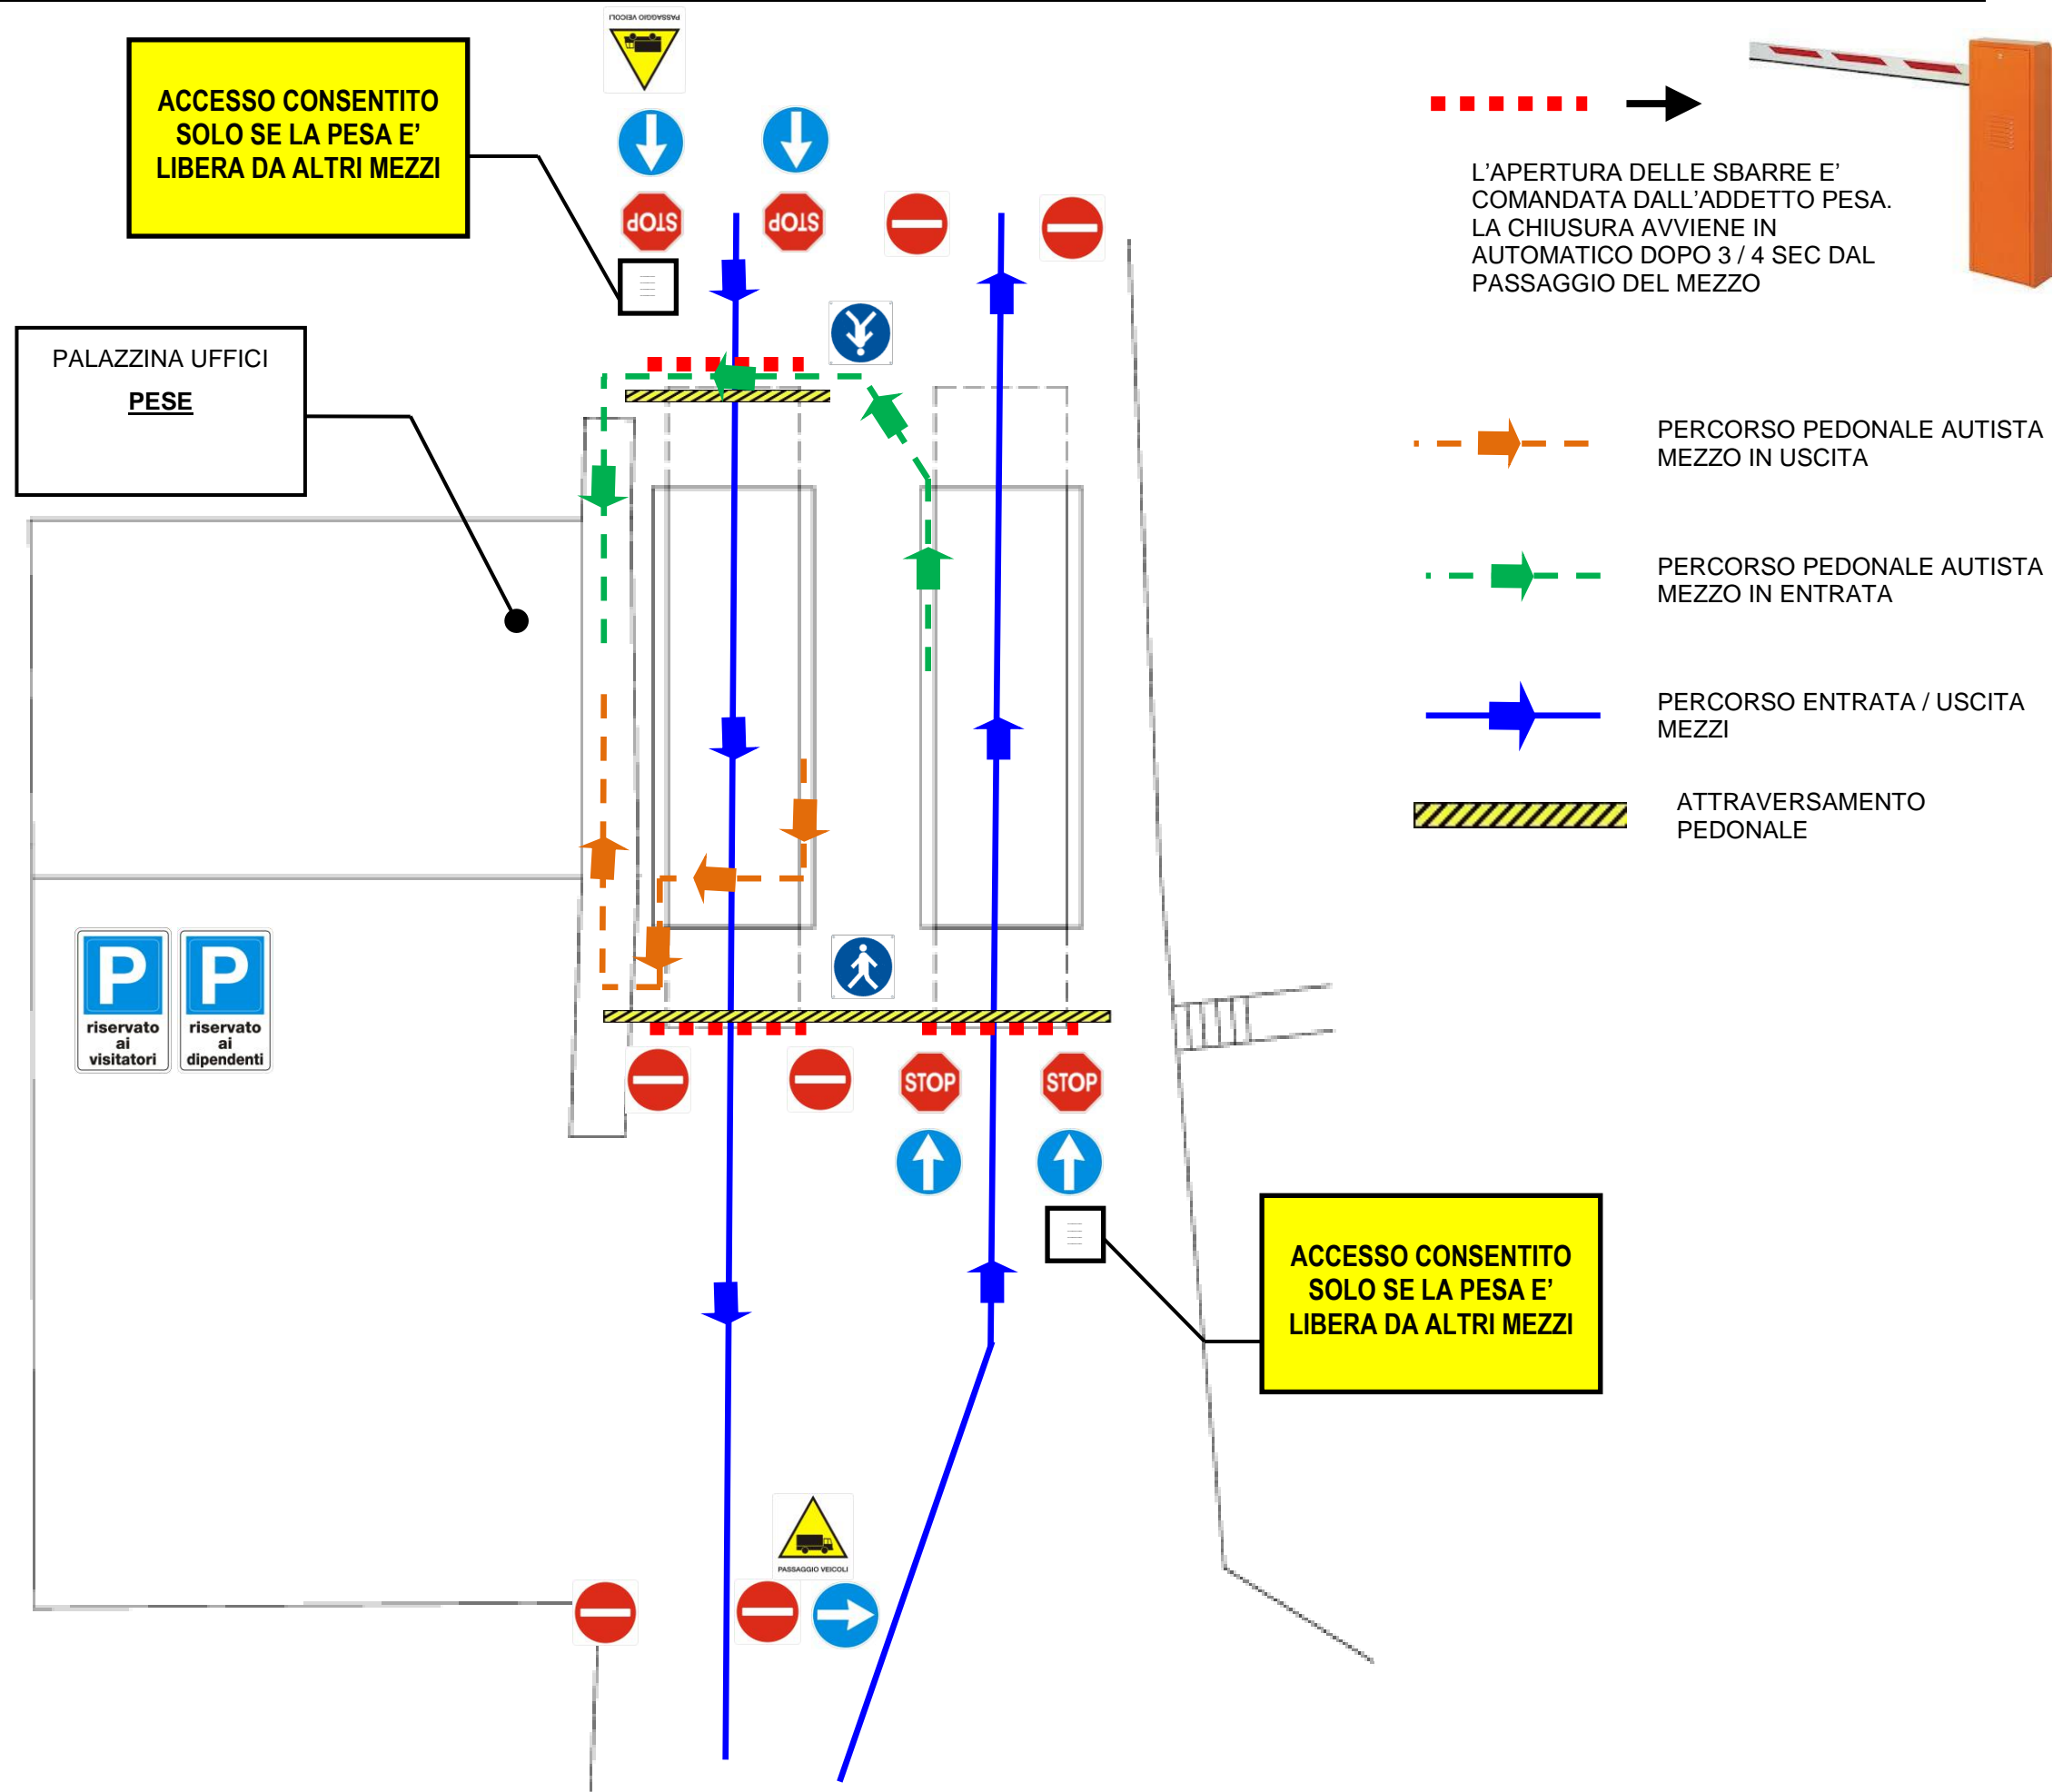 PASSAGGIO VEICOLI
ACCESSO CONSENTITO
SOLO SE LA PESA E’
LIBERA DA ALTRI MEZZI
STOP
STOP
L’APERTURA DELLE SBARRE E’
COMANDATA DALL’ADDETTO PESA.
LA CHIUSURA AVVIENE IN
AUTOMATICO DOPO 3 / 4 SEC DAL
PASSAGGIO DEL MEZZO
PALAZZINA UFFICI
PESE
PERCORSO PEDONALE AUTISTA
MEZZO IN USCITA
PERCORSO PEDONALE AUTISTA
MEZZO IN ENTRATA
PERCORSO ENTRATA / USCITA
MEZZI
ATTRAVERSAMENTO
PEDONALE
P
riservato
ai
visitatori
P
riservato
ai
dipendenti
STOP
STOP
ACCESSO CONSENTITO
SOLO SE LA PESA E’
LIBERA DA ALTRI MEZZI
PASSAGGIO VEICOLI